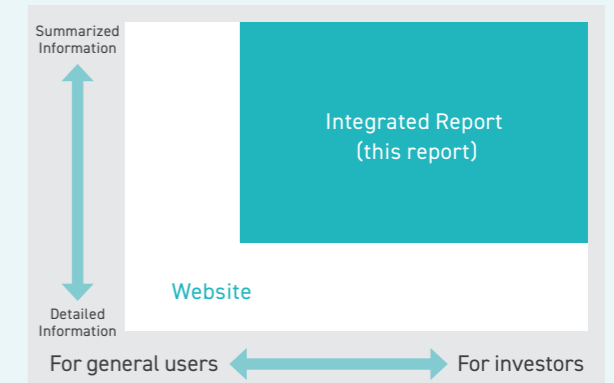 Summarized
Information
Integrated Report
(this report)
Website
Detailed
Information
For general users
For investors